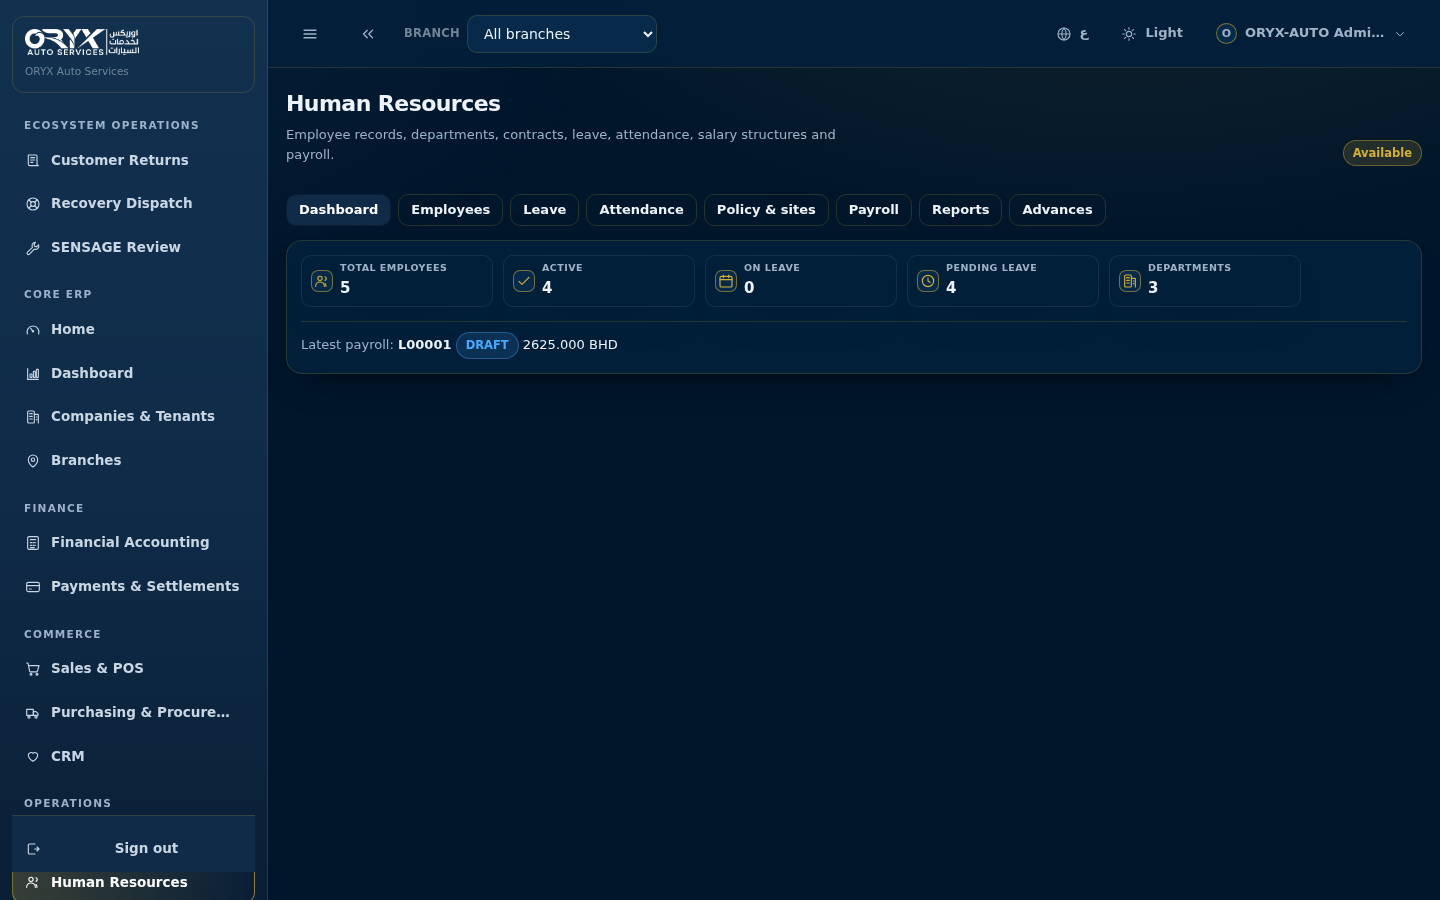 ORYX
اوريكس
لخدمات
السيارات
AUTO SERVICES
ORYX Auto Services
ECOSYSTEM OPERATIONS
Customer Returns
Recovery Dispatch
SENSAGE Review
CORE ERP
Home
Dashboard
Companies & Tenants
Branches
FINANCE
Financial Accounting
Payments & Settlements
COMMERCE
Sales & POS
Purchasing & Procure…
CRM
OPERATIONS
Sign out
Human Resources
BRANCH All branches ع Light O ORYX-AUTO Admi…
Human Resources
Employee records, departments, contracts, leave, attendance, salary structures and
payroll.
Available
Dashboard Employees Leave Attendance Policy & sites Payroll Reports Advances
TOTAL EMPLOYEES
5
ACTIVE
4
ON LEAVE
0
PENDING LEAVE
4
DEPARTMENTS
3
Latest payroll: L00001 DRAFT 2625.000 BHD